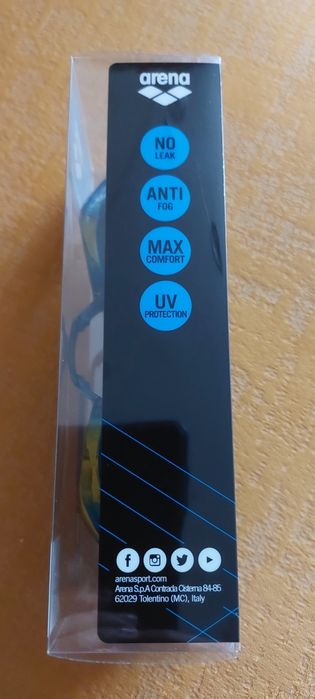 arena
NO
LEAK
ANTI
FOG
MAX
COMFORT
UV
PROTECTION
arenasport.com
Arena S.p.A Contrada Cisterna 84-85
62029 Tolentino (MC), Italy